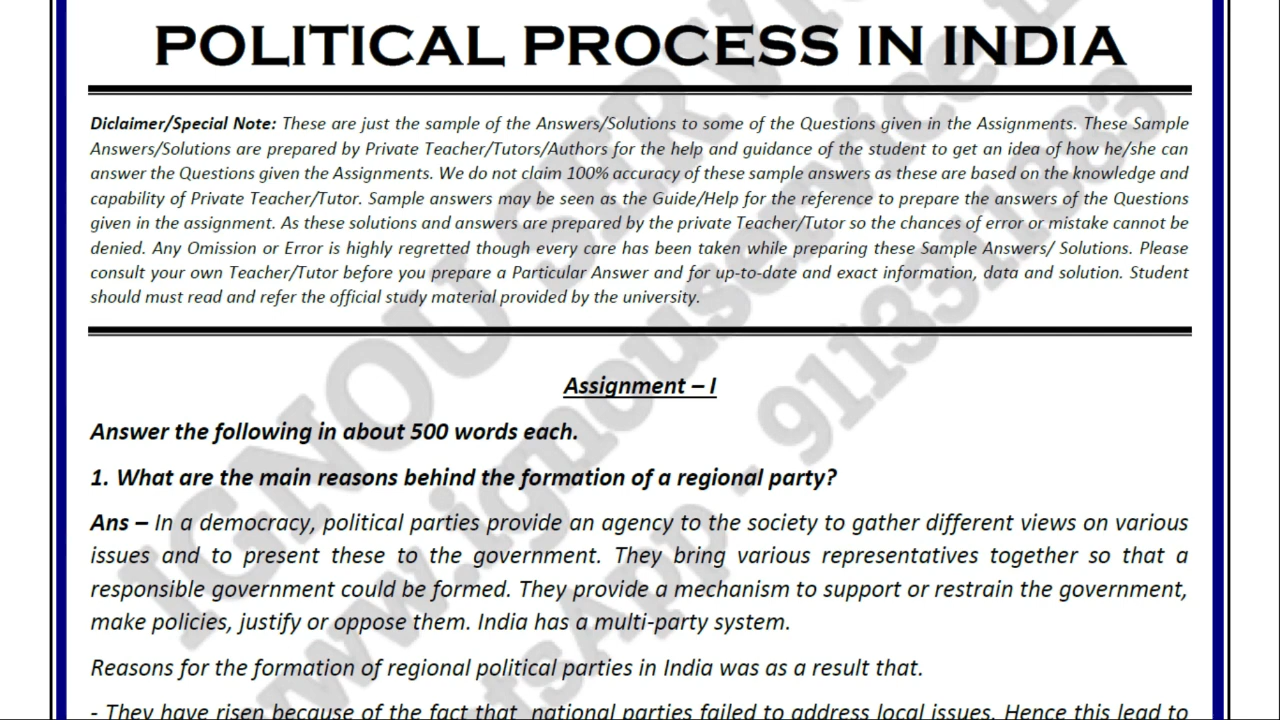 POLITICAL PROCESS IN INDIA
Diclaimer/Special Note: These are just the sample of the Answers/Solutions to some of the Questions given in the Assignments. These Sample
Answers/Solutions are prepared by Private Teacher/Tutors/Authors for the help and guidance of the student to get an idea of how he/she can
answer the Questions given the Assignments. We do not claim 100% accuracy of these sample answers as these are based on the knowledge and
capability of Private Teacher/Tutor. Sample answers may be seen as the Guide/Help for the reference to prepare the answers of the Questions
given in the assignment. As these solutions and answers are prepared by the private Teacher/Tutor so the chances of error or mistake cannot be
denied. Any Omission or Error is highly regretted though every care has been taken while preparing these Sample Answers/ Solutions. Please
consult your own Teacher/Tutor before you prepare a Particular Answer and for up-to-date and exact information, data and solution. Student
should must read and refer the official study material provided by the university.
Assignment – I
Answer the following in about 500 words each.
1. What are the main reasons behind the formation of a regional party?
Ans – In a democracy, political parties provide an agency to the society to gather different views on various
issues and to present these to the government. They bring various representatives together so that a
responsible government could be formed. They provide a mechanism to support or restrain the government,
make policies, justify or oppose them. India has a multi-party system.
Reasons for the formation of regional political parties in India was as a result that.
- They have risen because of the fact that national parties failed to address local issues. Hence this lead to
IGNOU SERVI
www.ignouservice.i
tsApp - 9113311883